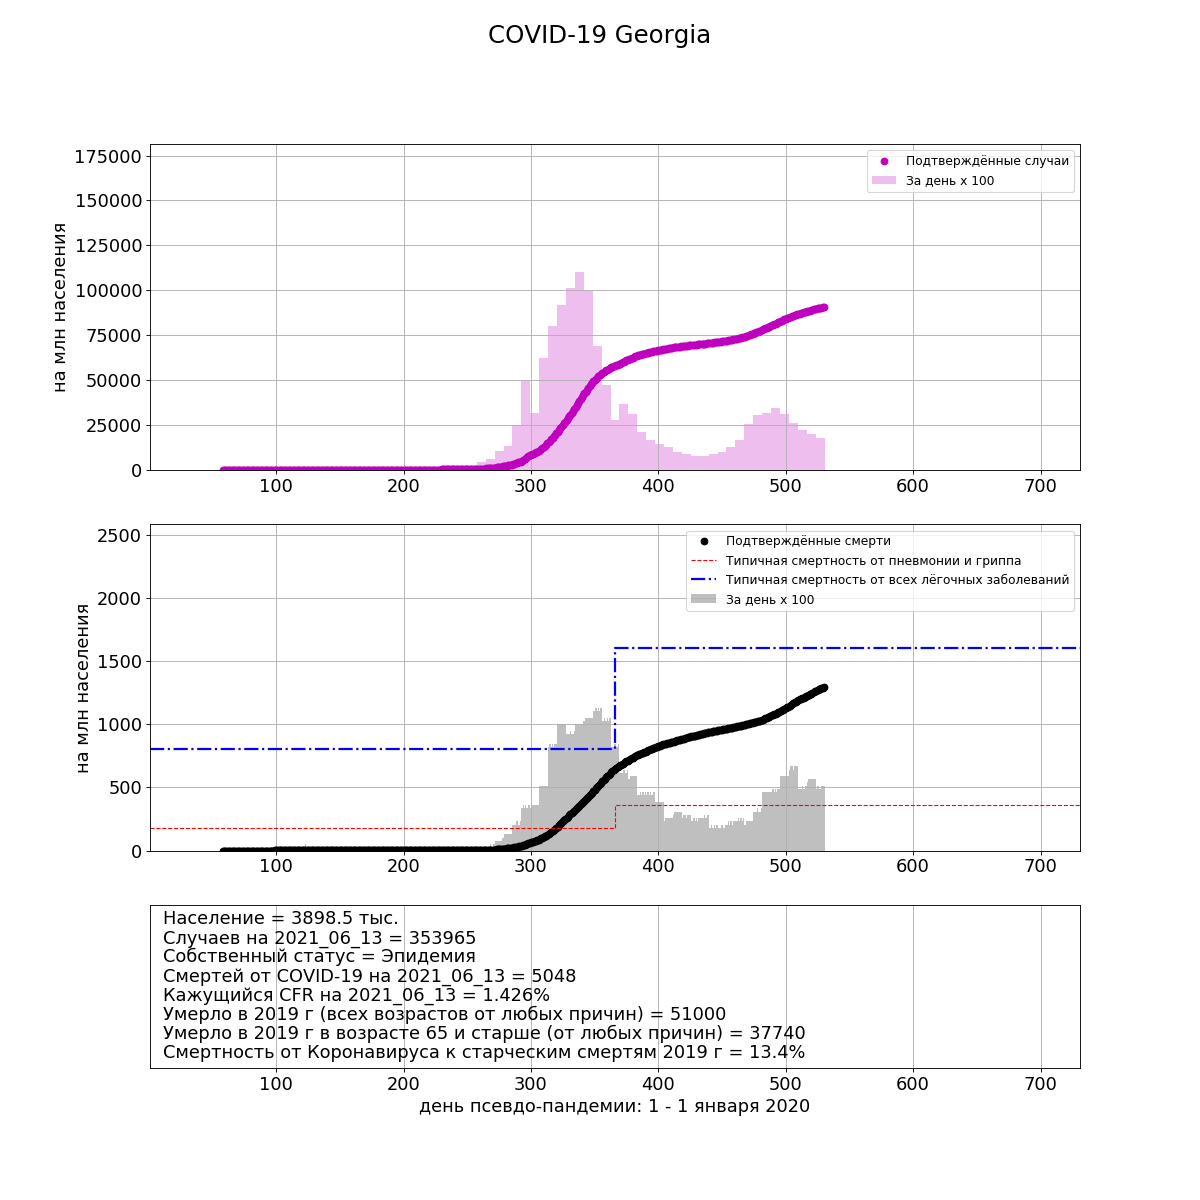 COVID-19 Georgia
175000
150000
125000
100000
75000
50000
25000
0
на млн населения
Подтверждённые случаи
За день x 100
100 200 300 400 500 600 700
2500
2000
1500
1000
500
0
на млн населения
Подтверждённые смерти
Типичная смертность от пневмонии и гриппа
Типичная смертность от всех лёгочных заболеваний
За день x 100
100 200 300 400 500 600 700
Население = 3898.5 тыс.
Случаев на 2021_06_13 = 353965
Собственный статус = Эпидемия
Смертей от COVID-19 на 2021_06_13 = 5048
Кажущийся CFR на 2021_06_13 = 1.426%
Умерло в 2019 г (всех возрастов от любых причин) = 51000
Умерло в 2019 г в возрасте 65 и старше (от любых причин) = 37740
Смертность от Коронавируса к старческим смертям 2019 г = 13.4%
100 200 300 400 500 600 700
день псевдо-пандемии: 1 - 1 января 2020